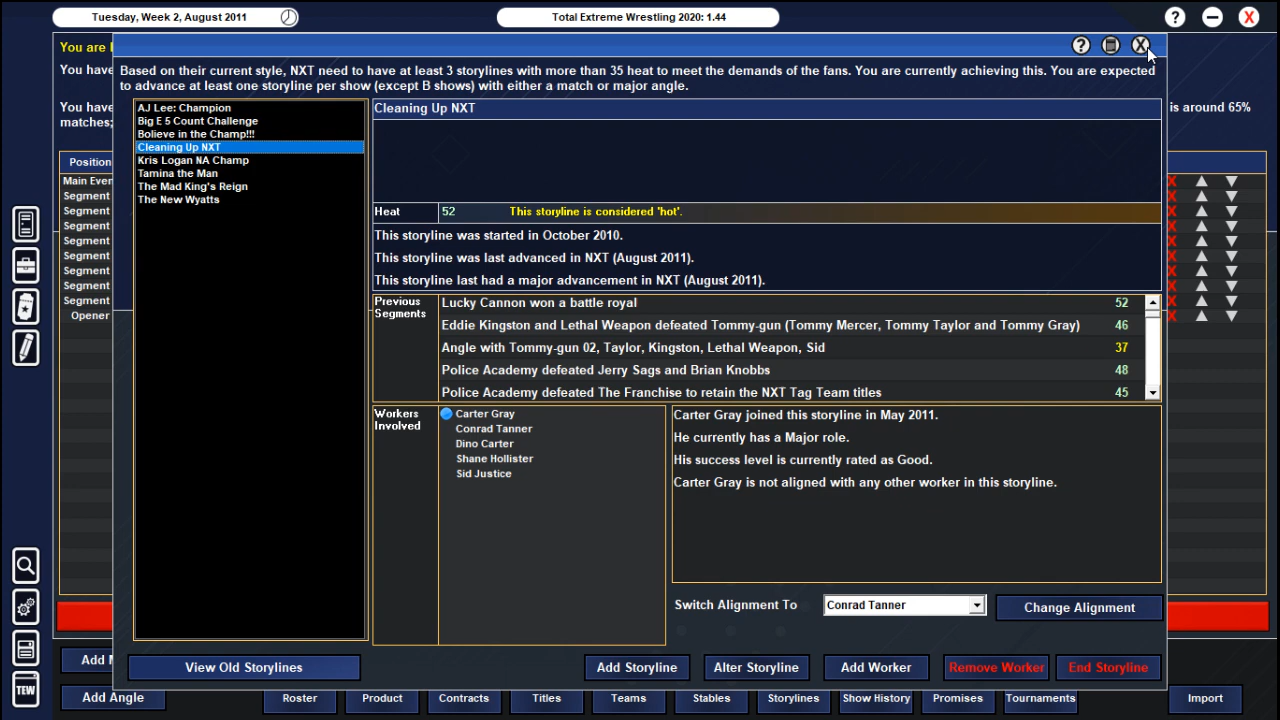 Tuesday, Week 2, August 2011
Total Extreme Wrestling 2020: 1.44
? X
You are
? X
You have
Based on their current style, NXT need to have at least 3 storylines with more than 35 heat to meet the demands of the fans. You are currently achieving this. You are expected
to advance at least one storyline per show (except B shows) with either a match or major angle.
You have
is around 65%
matches;
AJ Lee: Champion
Big E 5 Count Challenge
Bolieve in the Champ!!!
Cleaning Up NXT
Kris Logan NA Champ
Tamina the Man
The Mad King's Reign
The New Wyatts
Cleaning Up NXT
Position
Main Even
Segment
Segment
Segment
Segment
Segment
Segment
Segment
Segment
Opener
X
X
X
X
X
X
X
X
X
X
Heat 52 This storyline is considered 'hot'.
This storyline was started in October 2010.
This storyline was last advanced in NXT (August 2011).
This storyline last had a major advancement in NXT (August 2011).
Previous
Segments
Lucky Cannon won a battle royal 52
Eddie Kingston and Lethal Weapon defeated Tommy-gun (Tommy Mercer, Tommy Taylor and Tommy Gray) 46
Angle with Tommy-gun 02, Taylor, Kingston, Lethal Weapon, Sid 37
Police Academy defeated Jerry Sags and Brian Knobbs 48
Police Academy defeated The Franchise to retain the NXT Tag Team titles 45
Workers
Involved
Carter Gray
Conrad Tanner
Dino Carter
Shane Hollister
Sid Justice
Carter Gray joined this storyline in May 2011.
He currently has a Major role.
His success level is currently rated as Good.
Carter Gray is not aligned with any other worker in this storyline.
Switch Alignment To Conrad Tanner Change Alignment
Add M
View Old Storylines Add Storyline Alter Storyline Add Worker Remove Worker End Storyline
TEW
Add Angle Roster Product Contracts Titles Teams Stables Storylines Show History Promises Tournaments Import